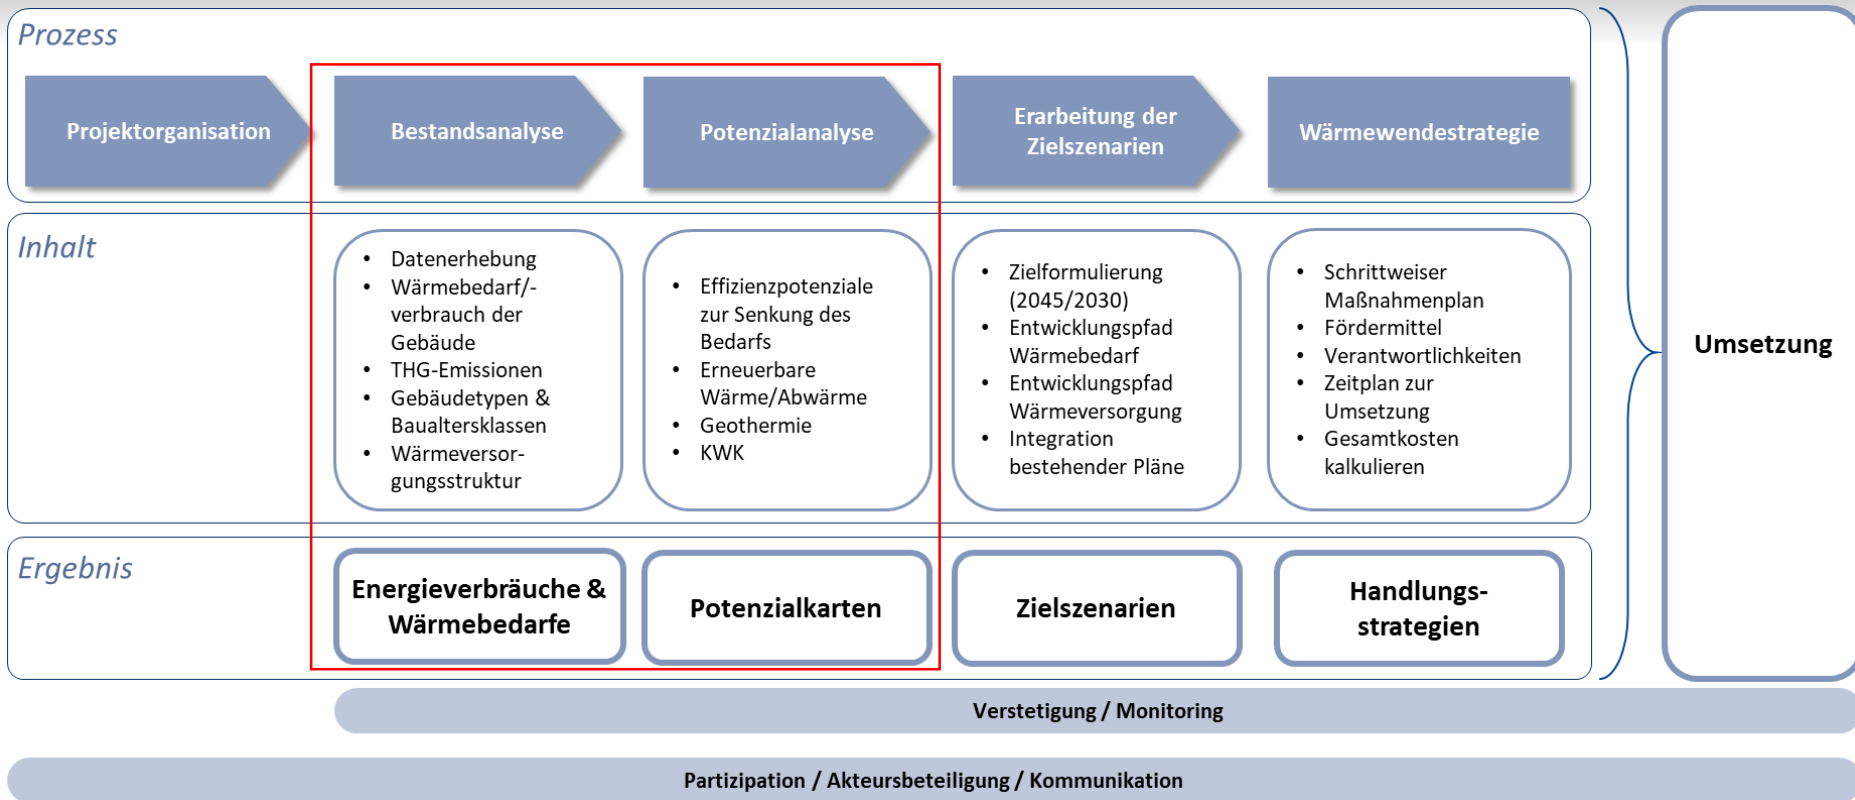 Prozess
Projektorganisation
Bestandsanalyse
Potenzialanalyse
Erarbeitung der
Zielszenarien
Wärmewendestrategie
Inhalt
• Datenerhebung
• Wärmebedarf/-
verbrauch der
Gebäude
• THG-Emissionen
• Gebäudetypen &
Baualtersklassen
• Wärmeversor-
gungsstruktur
• Effizienzpotenziale
zur Senkung des
Bedarfs
• Erneuerbare
Wärme/Abwärme
• Geothermie
• KWK
• Zielformulierung
(2045/2030)
• Entwicklungspfad
Wärmebedarf
• Entwicklungspfad
Wärmeversorgung
• Integration
bestehender Pläne
• Schrittweiser
Maßnahmenplan
• Fördermittel
• Verantwortlichkeiten
• Zeitplan zur
Umsetzung
• Gesamtkosten
kalkulieren
Ergebnis
Energieverbräuche &
Wärmebedarfe
Potenzialkarten
Zielszenarien
Handlungs-
strategien
Umsetzung
Verstetigung / Monitoring
Partizipation / Akteursbeteiligung / Kommunikation